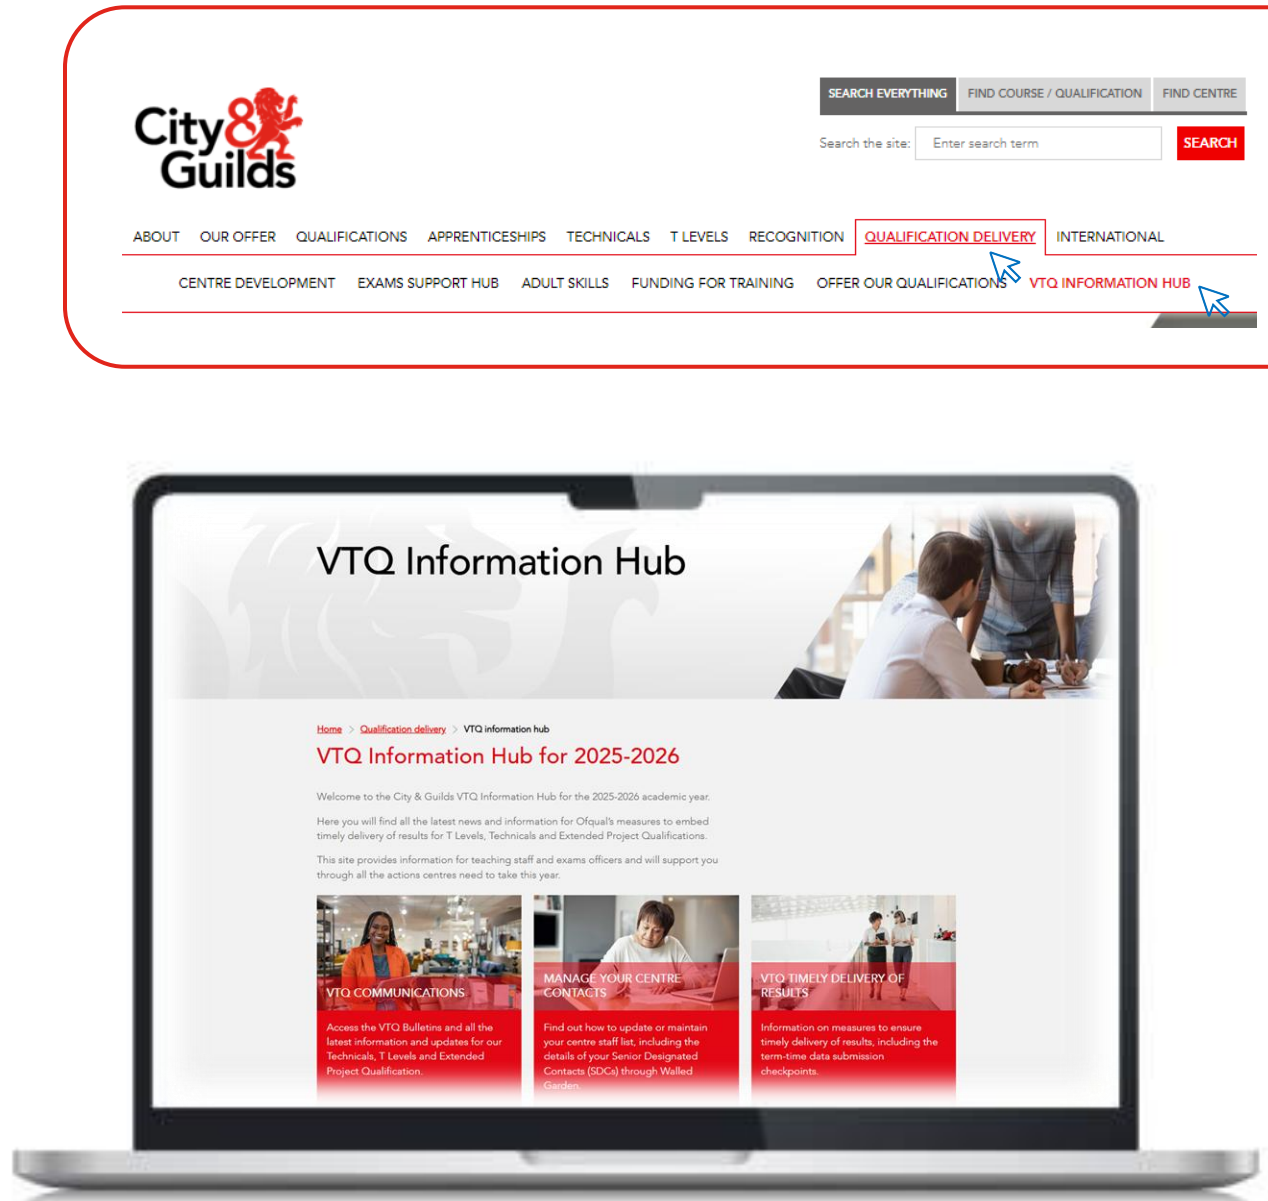 City&
Guilds
SEARCH EVERYTHING FIND COURSE / QUALIFICATION FIND CENTRE
Search the site: Enter search term SEARCH
ABOUT OUR OFFER QUALIFICATIONS APPRENTICESHIPS TECHNICALS T LEVELS RECOGNITION QUALIFICATION DELIVERY INTERNATIONAL
CENTRE DEVELOPMENT EXAMS SUPPORT HUB ADULT SKILLS FUNDING FOR TRAINING OFFER OUR QUALIFICATIONS VTQ INFORMATION HUB
VTQ Information Hub
Home > Qualification delivery > VTQ information hub
VTQ Information Hub for 2025-2026
Welcome to the City & Guilds VTQ Information Hub for the 2025-2026 academic year.
Here you will find all the latest news and information for Ofqual's measures to embed
timely delivery of results for T Levels, Technicals and Extended Project Qualifications.
This site provides information for teaching staff and exams officers and will support you
through all the actions centres need to take this year.
VTQ COMMUNICATIONS
Access the VTQ Bulletins and all the
latest information and updates for our
Technicals, T Levels and Extended
Project Qualification.
MANAGE YOUR CENTRE
CONTACTS
Find out how to update or maintain
your centre staff list, including the
details of your Senior Designated
Contacts (SDCs) through Walled
Garden.
VTQ TIMELY DELIVERY OF
RESULTS
Information on measures to ensure
timely delivery of results, including the
term-time data submission
checkpoints.